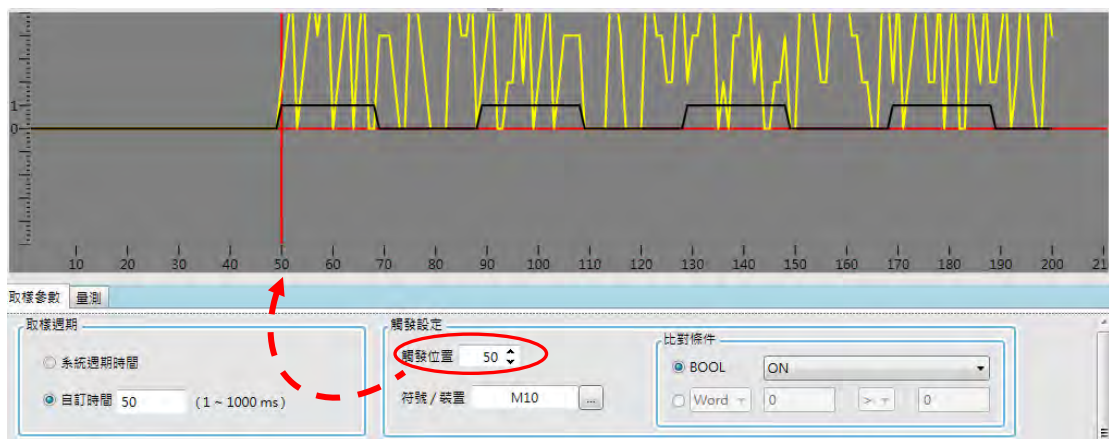 1
0
10 20 30 40 50 60 70 80 90 100 110 120 130 140 150 160 170 180 190 200 21
取樣參數 量測
取樣週期
系統週期時間
自訂時間 50 (1 ~ 1000 ms)
觸發設定
觸發位置 50
符號 / 裝置 M10 ...
比對條件
BOOL ON
Word 0 > 0